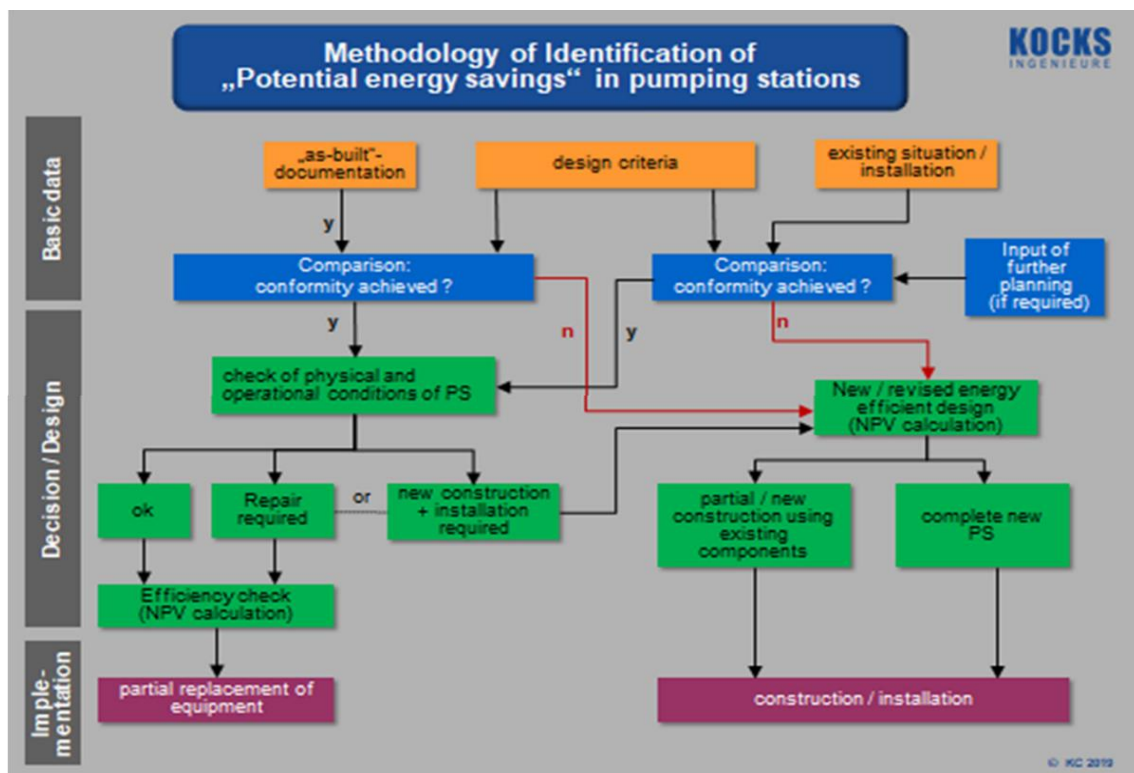 Methodology of Identification of
„Potential energy savings“ in pumping stations
KOCKS
INGENIEURE
Basic data
„as-built“-
documentation
design criteria
existing situation /
installation
y
Comparison:
conformity achieved ?
Comparison:
conformity achieved ?
Input of
further
planning
(if required)
Decision / Design
y
n
y
n
check of physical and
operational conditions of PS
New / revised energy
efficient design
(NPV calculation)
ok
Repair
required
or
new construction
+ installation
required
partial / new
construction using
existing
components
complete new
PS
Efficiency check
(NPV calculation)
Imple-
mentation
partial replacement of
equipment
construction / installation
© KC 2019